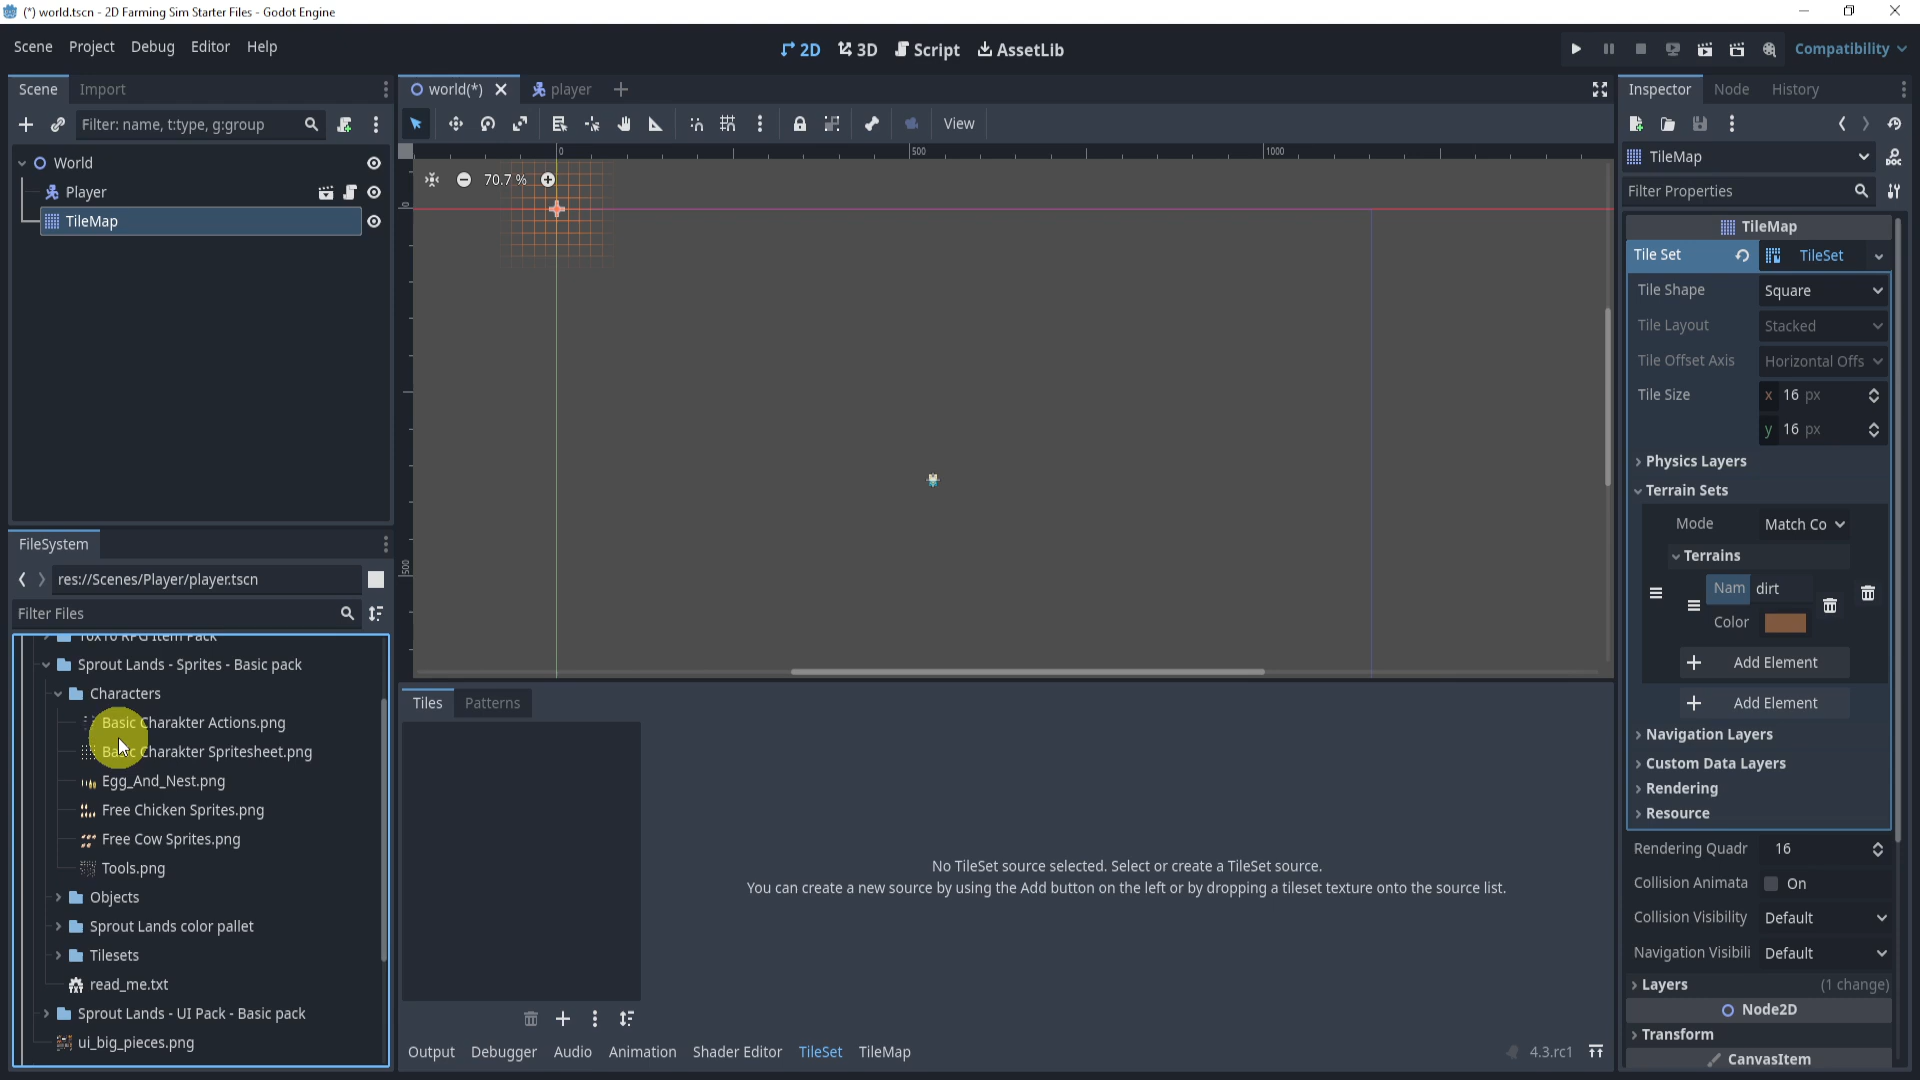 (*) world.tscn - 2D Farming Sim Starter Files - Godot Engine
Scene Project Debug Editor Help
2D 3D Script AssetLib
Compatibility
Scene Import
Filter: name, t:type, g:group
World
Player
TileMap
FileSystem
res://Scenes/Player/player.tscn
Filter Files
16x16 RPG Item Pack
Sprout Lands - Sprites - Basic pack
Characters
Basic Charakter Actions.png
Basic Charakter Spritesheet.png
Egg_And_Nest.png
Free Chicken Sprites.png
Free Cow Sprites.png
Tools.png
Objects
Sprout Lands color pallet
Tilesets
read_me.txt
Sprout Lands - UI Pack - Basic pack
ui_big_pieces.png
world(*) player
View
0 500 1000
70.7 %
0
500
Tiles Patterns
No TileSet source selected. Select or create a TileSet source.
You can create a new source by using the Add button on the left or by dropping a tileset texture onto the source list.
Output Debugger Audio Animation Shader Editor TileSet TileMap
4.3.rc1
Inspector Node History
TileMap
Filter Properties
TileMap
Tile Set TileSet
Tile Shape Square
Tile Layout Stacked
Tile Offset Axis Horizontal Offs
Tile Size x 16 px
y 16 px
Physics Layers
Terrain Sets
Mode Match Co
Terrains
Nam dirt
Color
Add Element
Add Element
Navigation Layers
Custom Data Layers
Rendering
Resource
Rendering Quadr 16
Collision Animata On
Collision Visibility Default
Navigation Visibili Default
Layers (1 change)
Node2D
Transform
CanvasItem